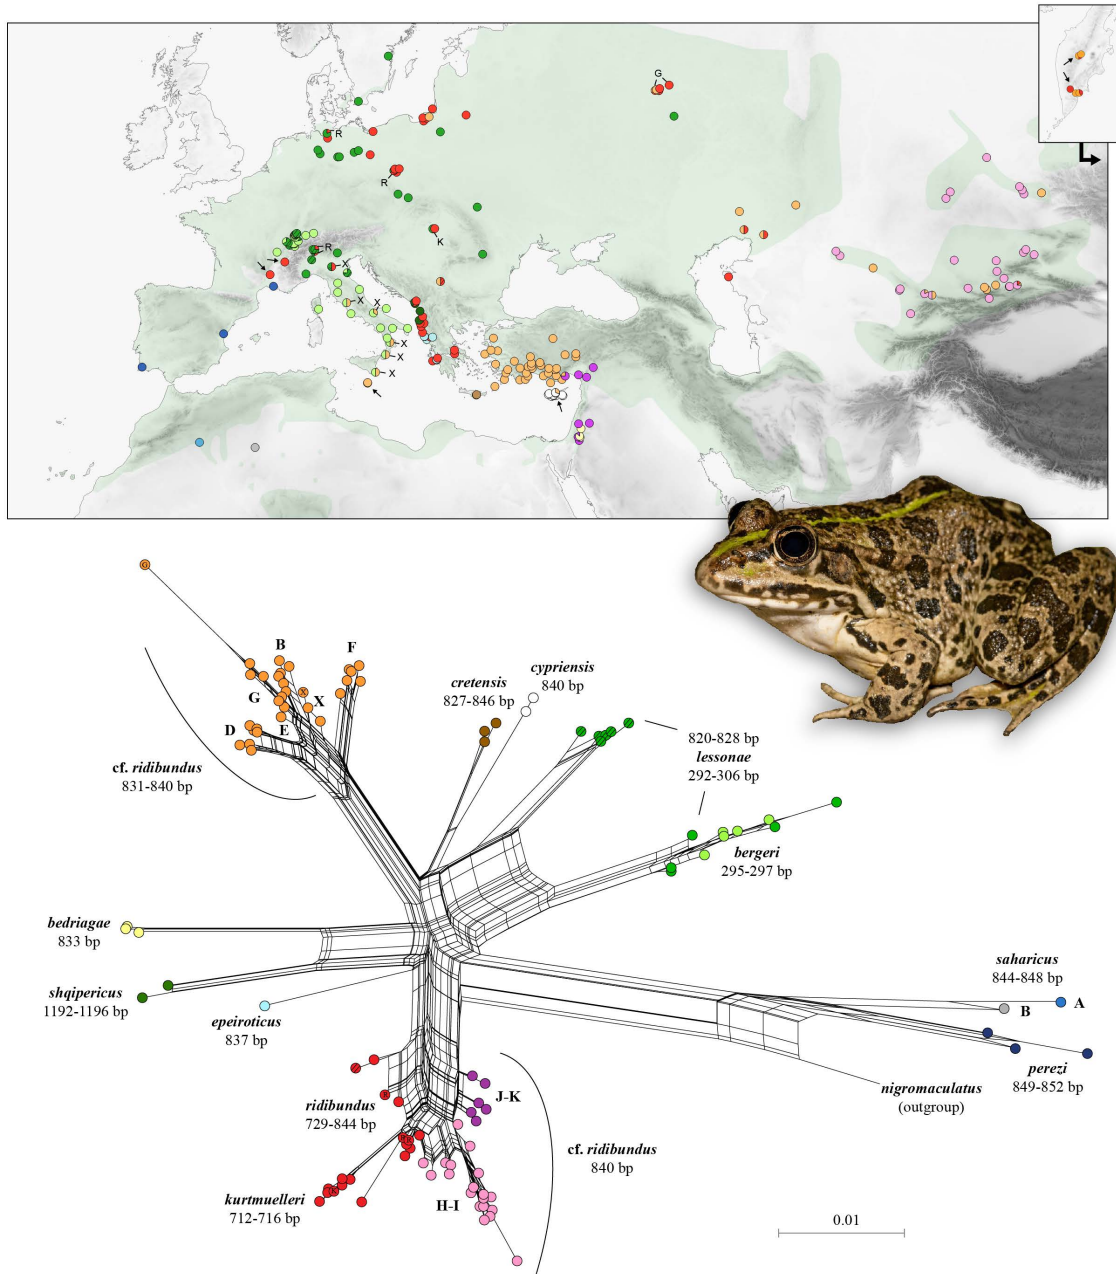 G
R
R
K
R
X
X
X
X
X
G
B
F
G
X
X
E
D
cf. ridibundus
831-840 bp
cretensis
827-846 bp
cypriensis
840 bp
820-828 bp
lessonae
292-306 bp
bergeri
295-297 bp
bedriagae
833 bp
shqipericus
1192-1196 bp
epeiroticus
837 bp
saharicus
844-848 bp
A
B
perezi
849-852 bp
nigromaculatus
(outgroup)
ridibundus
729-844 bp
R
J-K
cf. ridibundus
840 bp
kurtmuelleri
712-716 bp
K
H-I
0.01